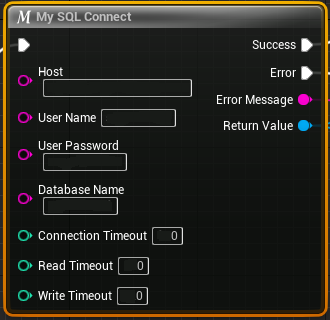 M My SQL Connect
Success
Host
Error
Error Message
User Name
Return Value
User Password
Database Name
Connection Timeout 0
Read Timeout 0
Write Timeout 0